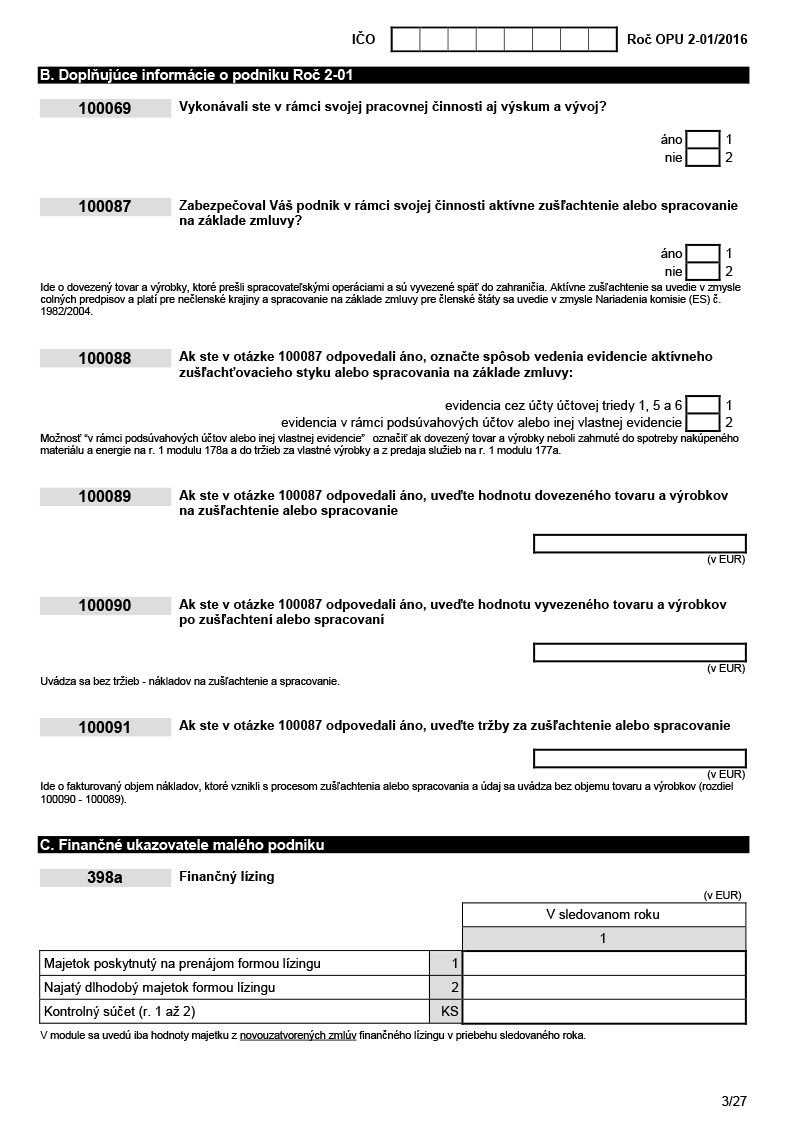 IČO Roč OPU 2-01/2016
B. Doplňujúce informácie o podniku Roč 2-01
100069 Vykonávali ste v rámci svojej pracovnej činnosti aj výskum a vývoj?
áno 1
nie 2
100087 Zabezpečoval Váš podnik v rámci svojej činnosti aktívne zušľachtenie alebo spracovanie
na základe zmluvy?
áno 1
nie 2
Ide o dovezený tovar a výrobky, ktoré prešli spracovateľskými operáciami a sú vyvezené späť do zahraničia. Aktívne zušľachtenie sa uvedie v zmysle
colných predpisov a platí pre nečlenské krajiny a spracovanie na základe zmluvy pre členské štáty sa uvedie v zmysle Nariadenia komisie (ES) č.
1982/2004.
100088 Ak ste v otázke 100087 odpovedali áno, označte spôsob vedenia evidencie aktívneho
zušľachťovacieho styku alebo spracovania na základe zmluvy:
evidencia cez účty účtovej triedy 1, 5 a 6 1
evidencia v rámci podsúvahových účtov alebo inej vlastnej evidencie 2
Možnosť “v rámci podsúvahových účtov alebo inej vlastnej evidencie” označiť ak dovezený tovar a výrobky neboli zahrnuté do spotreby nakúpeného
materiálu a energie na r. 1 modulu 178a a do tržieb za vlastné výrobky a z predaja služieb na r. 1 modulu 177a.
100089 Ak ste v otázke 100087 odpovedali áno, uveďte hodnotu dovezeného tovaru a výrobkov
na zušľachtenie alebo spracovanie
(v EUR)
100090 Ak ste v otázke 100087 odpovedali áno, uveďte hodnotu vyvezeného tovaru a výrobkov
po zušľachtení alebo spracovaní
(v EUR)
Uvádza sa bez tržieb - nákladov na zušľachtenie a spracovanie.
100091 Ak ste v otázke 100087 odpovedali áno, uveďte tržby za zušľachtenie alebo spracovanie
(v EUR)
Ide o fakturovaný objem nákladov, ktoré vznikli s procesom zušľachtenia alebo spracovania a údaj sa uvádza bez objemu tovaru a výrobkov (rozdiel
100090 - 100089).
C. Finančné ukazovatele malého podniku
398a Finančný lízing
(v EUR)
V sledovanom roku
1
Majetok poskytnutý na prenájom formou lízingu 1
Najatý dlhodobý majetok formou lízingu 2
Kontrolný súčet (r. 1 až 2) KS
V module sa uvedú iba hodnoty majetku z novouzatvorených zmlúv finančného lízingu v priebehu sledovaného roka.
3/27